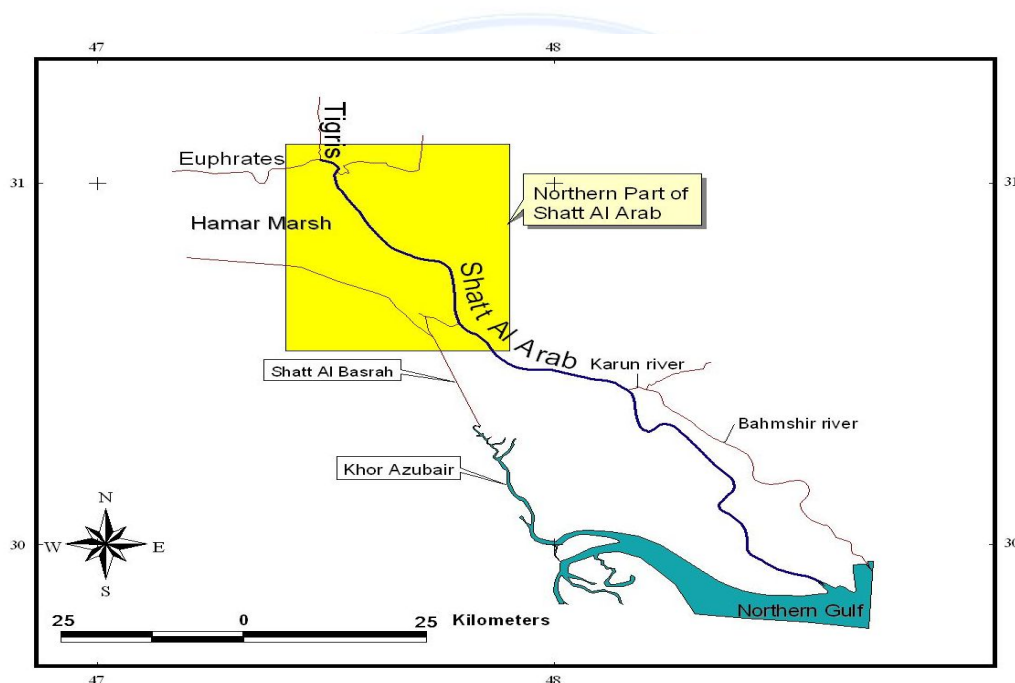 47
48
Tigris
Euphrates
31
31
Northern Part of
Shatt Al Arab
Hamar Marsh
Shatt Al Arab
Shatt Al Basrah
Karun river
Bahmshir river
Khor Azubair
N
W
E
S
30
30
Northern Gulf
25
0
25
Kilometers
47
48